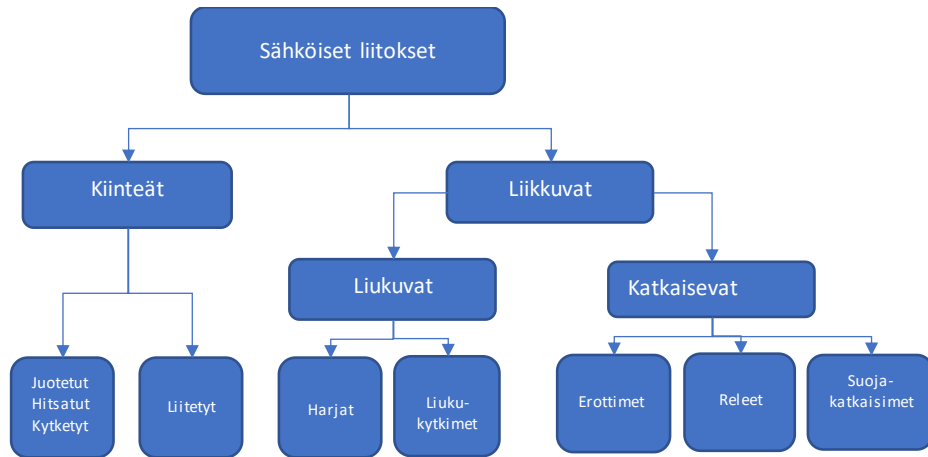 Sähköiset liitokset
Kiinteät
Liikkuvat
Liukuvat
Katkaisevat
Juotetut
Hitsatut
Kytketyt
Liitetyt
Harjat
Liuku-
kytkimet
Erottimet
Releet
Suoja-
katkaisimet